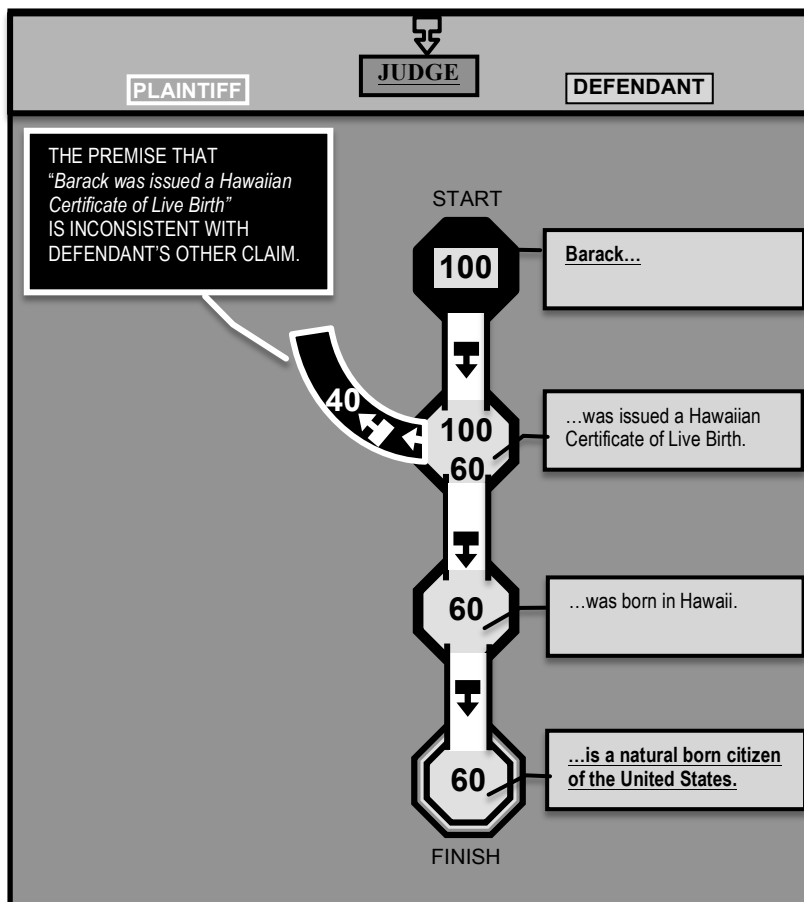 JUDGE
PLAINTIFF
DEFENDANT
THE PREMISE THAT
“Barack was issued a Hawaiian
Certificate of Live Birth”
IS INCONSISTENT WITH
DEFENDANT’S OTHER CLAIM.
START
100
Barack…
40
100
60
…was issued a Hawaiian
Certificate of Live Birth.
60
…was born in Hawaii.
60
…is a natural born citizen
of the United States.
FINISH